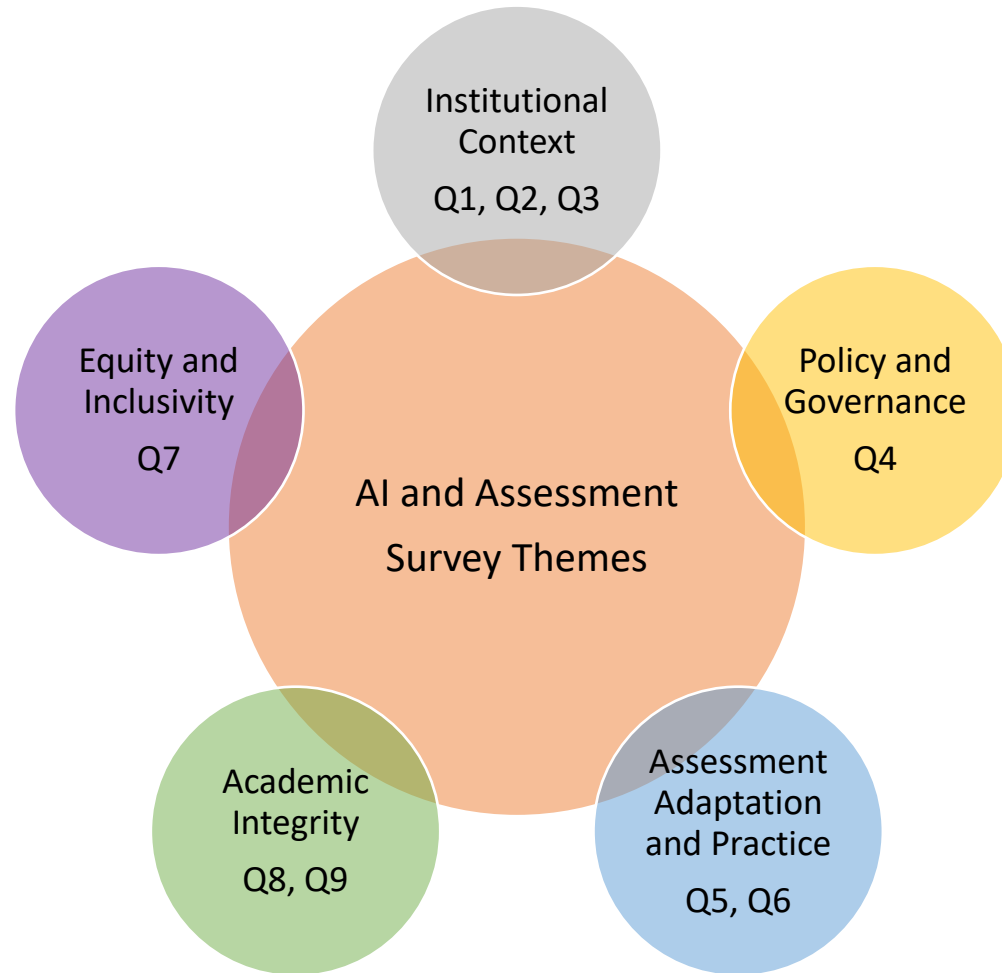 Institutional
Context
Q1, Q2, Q3
Equity and
Inclusivity
Q7
Policy and
Governance
Q4
AI and Assessment
Survey Themes
Academic
Integrity
Q8, Q9
Assessment
Adaptation
and Practice
Q5, Q6